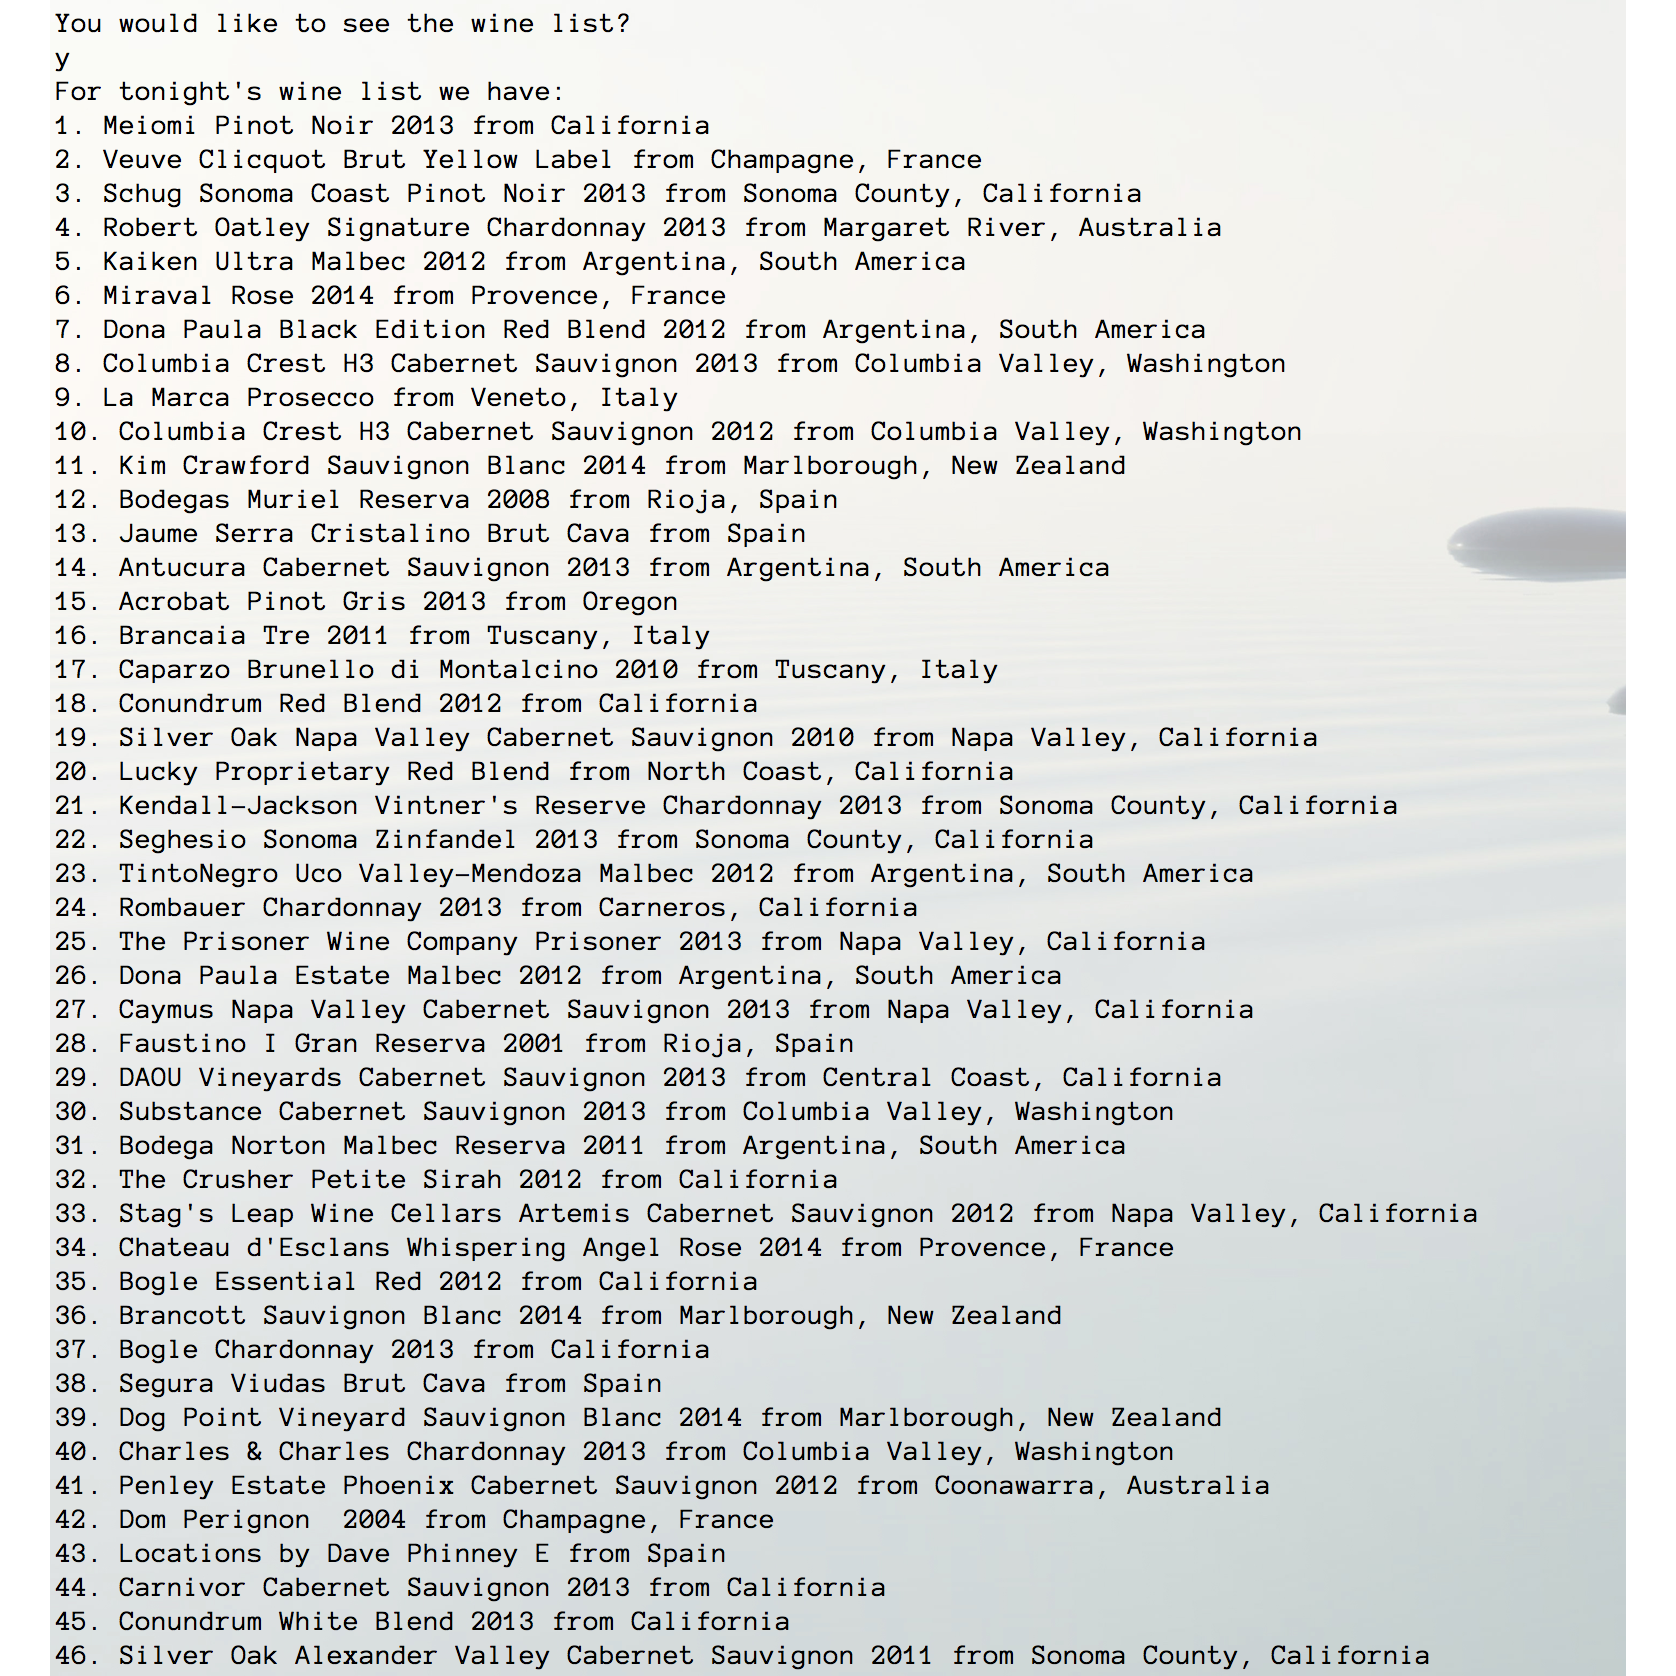 You would like to see the wine list?
y
For tonight's wine list we have:
1. Meiomi Pinot Noir 2013 from California
2. Veuve Clicquot Brut Yellow Label from Champagne, France
3. Schug Sonoma Coast Pinot Noir 2013 from Sonoma County, California
4. Robert Oatley Signature Chardonnay 2013 from Margaret River, Australia
5. Kaiken Ultra Malbec 2012 from Argentina, South America
6. Miraval Rose 2014 from Provence, France
7. Dona Paula Black Edition Red Blend 2012 from Argentina, South America
8. Columbia Crest H3 Cabernet Sauvignon 2013 from Columbia Valley, Washington
9. La Marca Prosecco from Veneto, Italy
10. Columbia Crest H3 Cabernet Sauvignon 2012 from Columbia Valley, Washington
11. Kim Crawford Sauvignon Blanc 2014 from Marlborough, New Zealand
12. Bodegas Muriel Reserva 2008 from Rioja, Spain
13. Jaume Serra Cristalino Brut Cava from Spain
14. Antucura Cabernet Sauvignon 2013 from Argentina, South America
15. Acrobat Pinot Gris 2013 from Oregon
16. Brancaia Tre 2011 from Tuscany, Italy
17. Caparzo Brunello di Montalcino 2010 from Tuscany, Italy
18. Conundrum Red Blend 2012 from California
19. Silver Oak Napa Valley Cabernet Sauvignon 2010 from Napa Valley, California
20. Lucky Proprietary Red Blend from North Coast, California
21. Kendall-Jackson Vintner's Reserve Chardonnay 2013 from Sonoma County, California
22. Seghesio Sonoma Zinfandel 2013 from Sonoma County, California
23. TintoNegro Uco Valley-Mendoza Malbec 2012 from Argentina, South America
24. Rombauer Chardonnay 2013 from Carneros, California
25. The Prisoner Wine Company Prisoner 2013 from Napa Valley, California
26. Dona Paula Estate Malbec 2012 from Argentina, South America
27. Caymus Napa Valley Cabernet Sauvignon 2013 from Napa Valley, California
28. Faustino I Gran Reserva 2001 from Rioja, Spain
29. DAOU Vineyards Cabernet Sauvignon 2013 from Central Coast, California
30. Substance Cabernet Sauvignon 2013 from Columbia Valley, Washington
31. Bodega Norton Malbec Reserva 2011 from Argentina, South America
32. The Crusher Petite Sirah 2012 from California
33. Stag's Leap Wine Cellars Artemis Cabernet Sauvignon 2012 from Napa Valley, California
34. Chateau d'Esclans Whispering Angel Rose 2014 from Provence, France
35. Bogle Essential Red 2012 from California
36. Brancott Sauvignon Blanc 2014 from Marlborough, New Zealand
37. Bogle Chardonnay 2013 from California
38. Segura Viudas Brut Cava from Spain
39. Dog Point Vineyard Sauvignon Blanc 2014 from Marlborough, New Zealand
40. Charles & Charles Chardonnay 2013 from Columbia Valley, Washington
41. Penley Estate Phoenix Cabernet Sauvignon 2012 from Coonawarra, Australia
42. Dom Perignon  2004 from Champagne, France
43. Locations by Dave Phinney E from Spain
44. Carnivor Cabernet Sauvignon 2013 from California
45. Conundrum White Blend 2013 from California
46. Silver Oak Alexander Valley Cabernet Sauvignon 2011 from Sonoma County, California